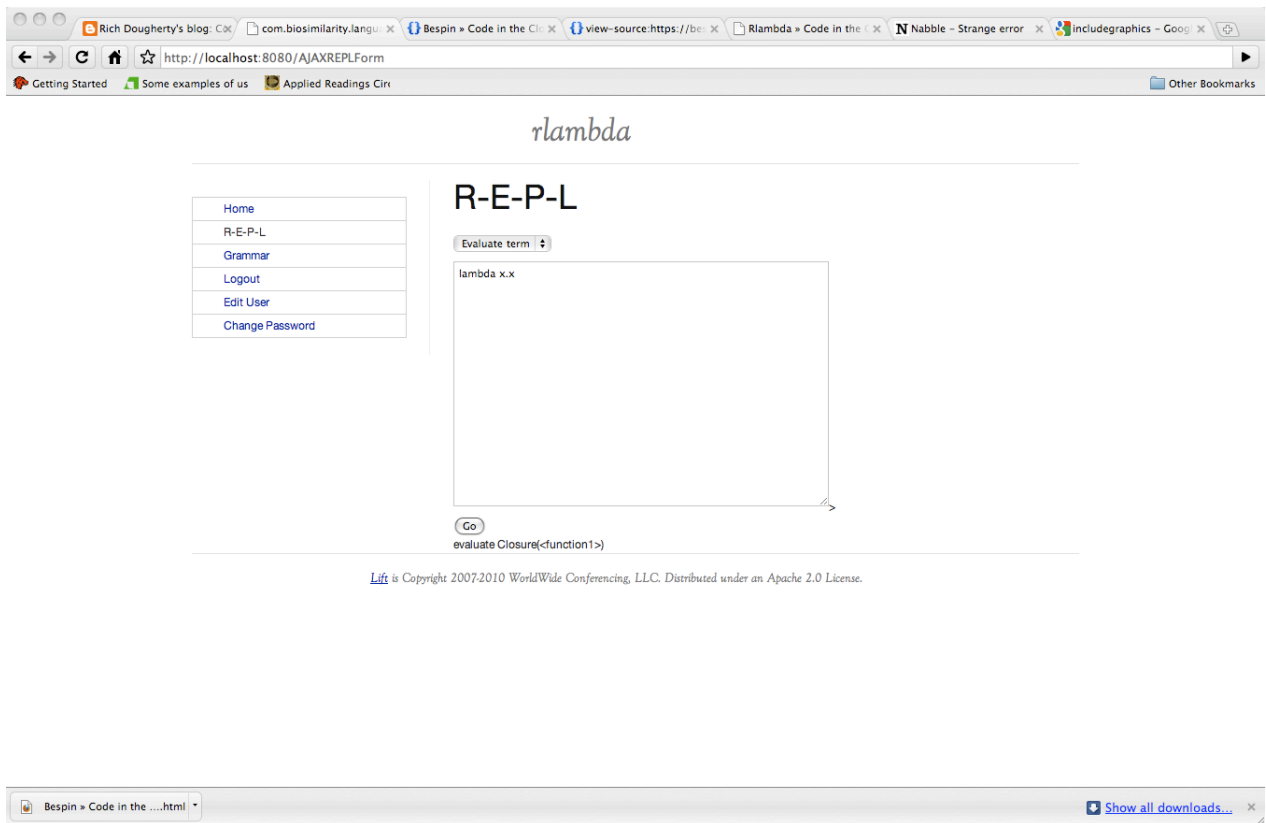 Rich Dougherty's blog: Co
com.biosimilarity.langu
Bespin » Code in the Clo
view-source:https://bes
Rlambda » Code in the C
Nabble – Strange error
includegraphics – Goog
http://localhost:8080/AJAXREPLForm
Getting Started
Some examples of us
Applied Readings Circ
Other Bookmarks
rlambda
Home
R-E-P-L
Grammar
Logout
Edit User
Change Password
R-E-P-L
Evaluate term
lambda x.x
>
Go
evaluate Closure(<function1>)
Lift is Copyright 2007-2010 WorldWide Conferencing, LLC. Distributed under an Apache 2.0 License.
Bespin » Code in the ....html
Show all downloads...